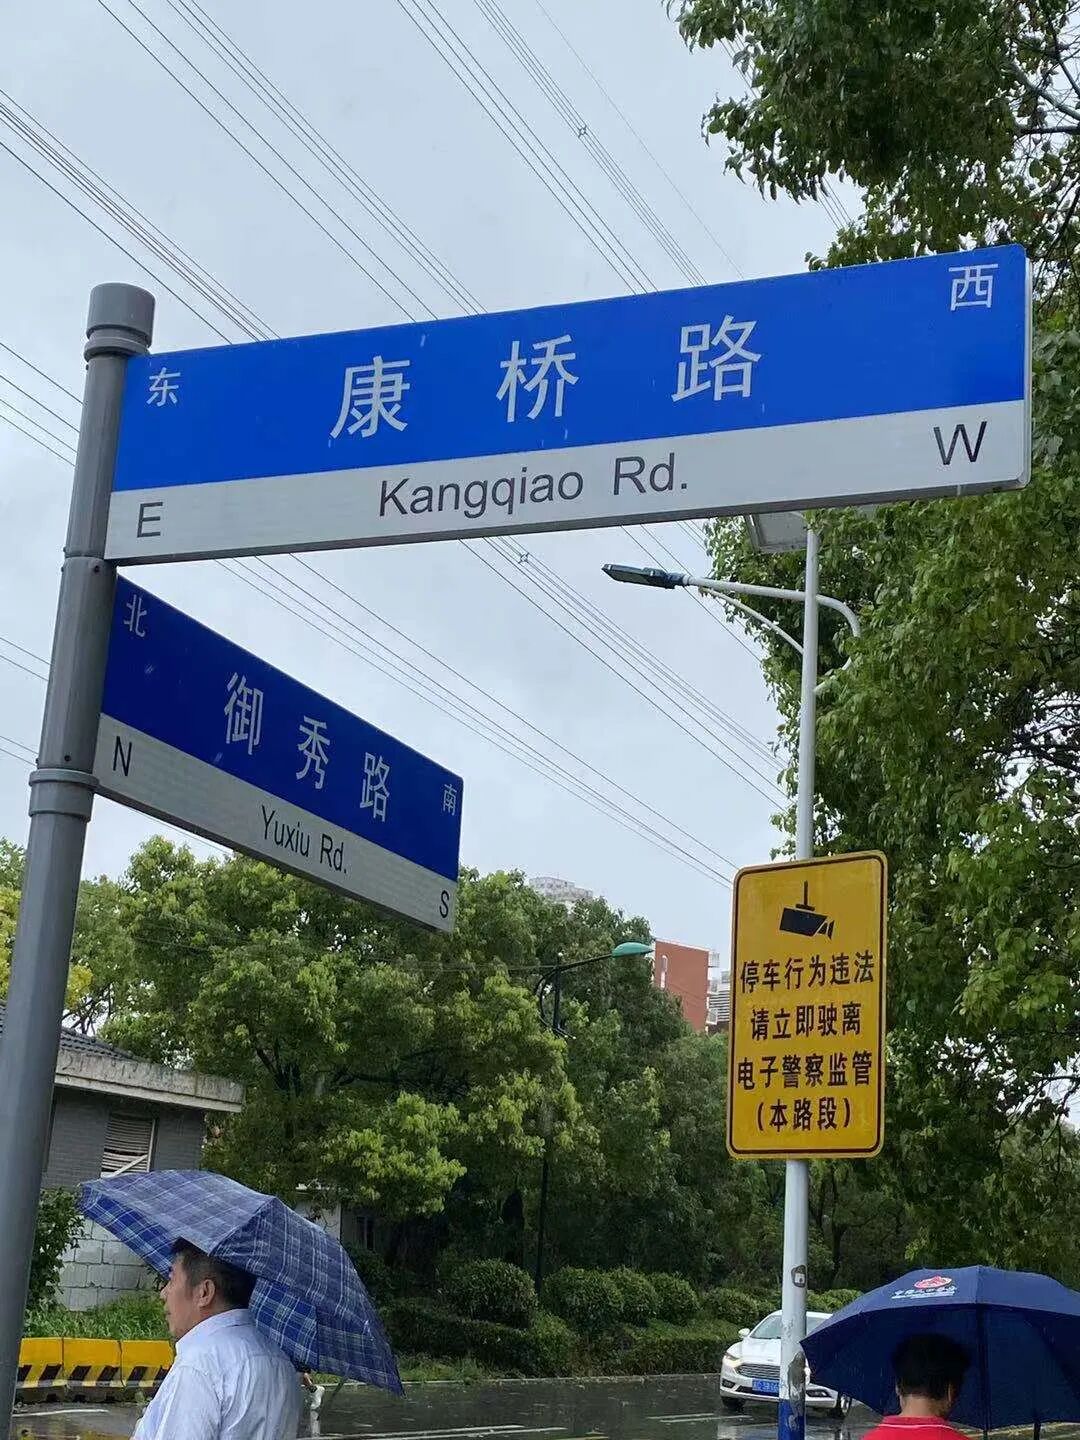 东 康桥路 西
E Kangqiao Rd. W
北 御秀路 南
N Yuxiu Rd. S
停车行为违法
请立即驶离
电子警察监管
(本路段)